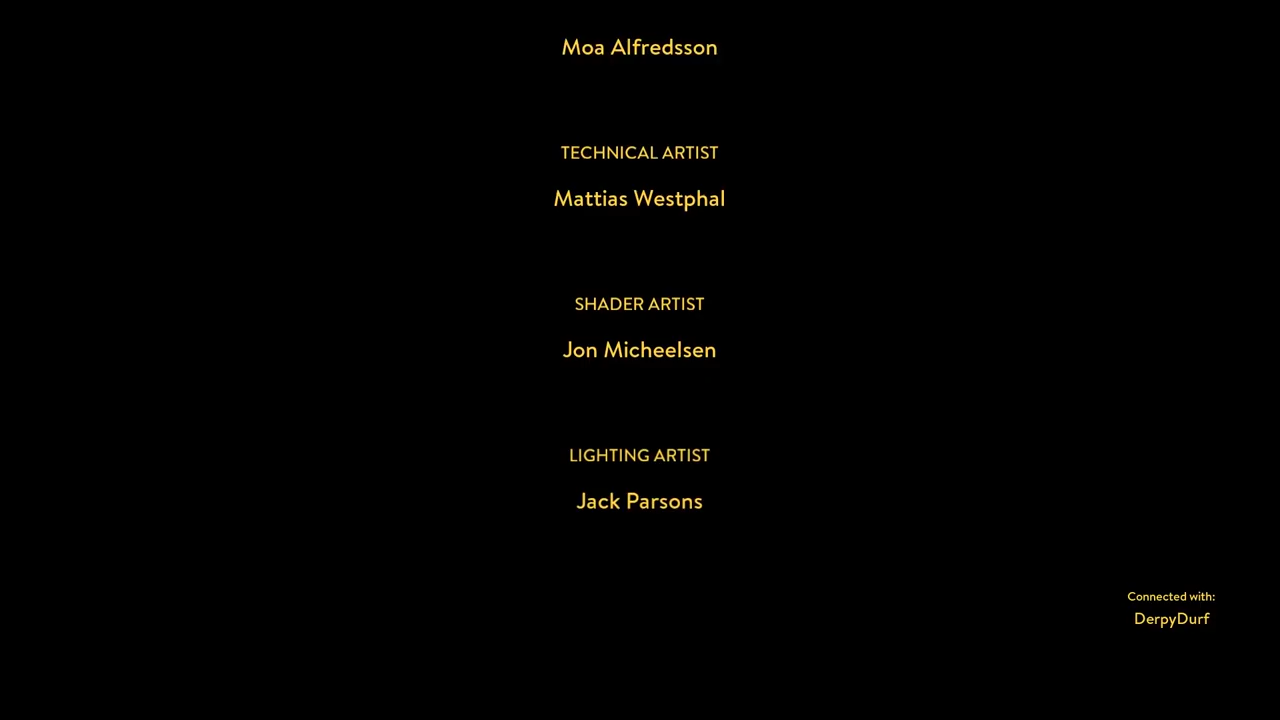 Moa Alfredsson
TECHNICAL ARTIST
Mattias Westphal
SHADER ARTIST
Jon Micheelsen
LIGHTING ARTIST
Jack Parsons
Connected with:
DerpyDurf